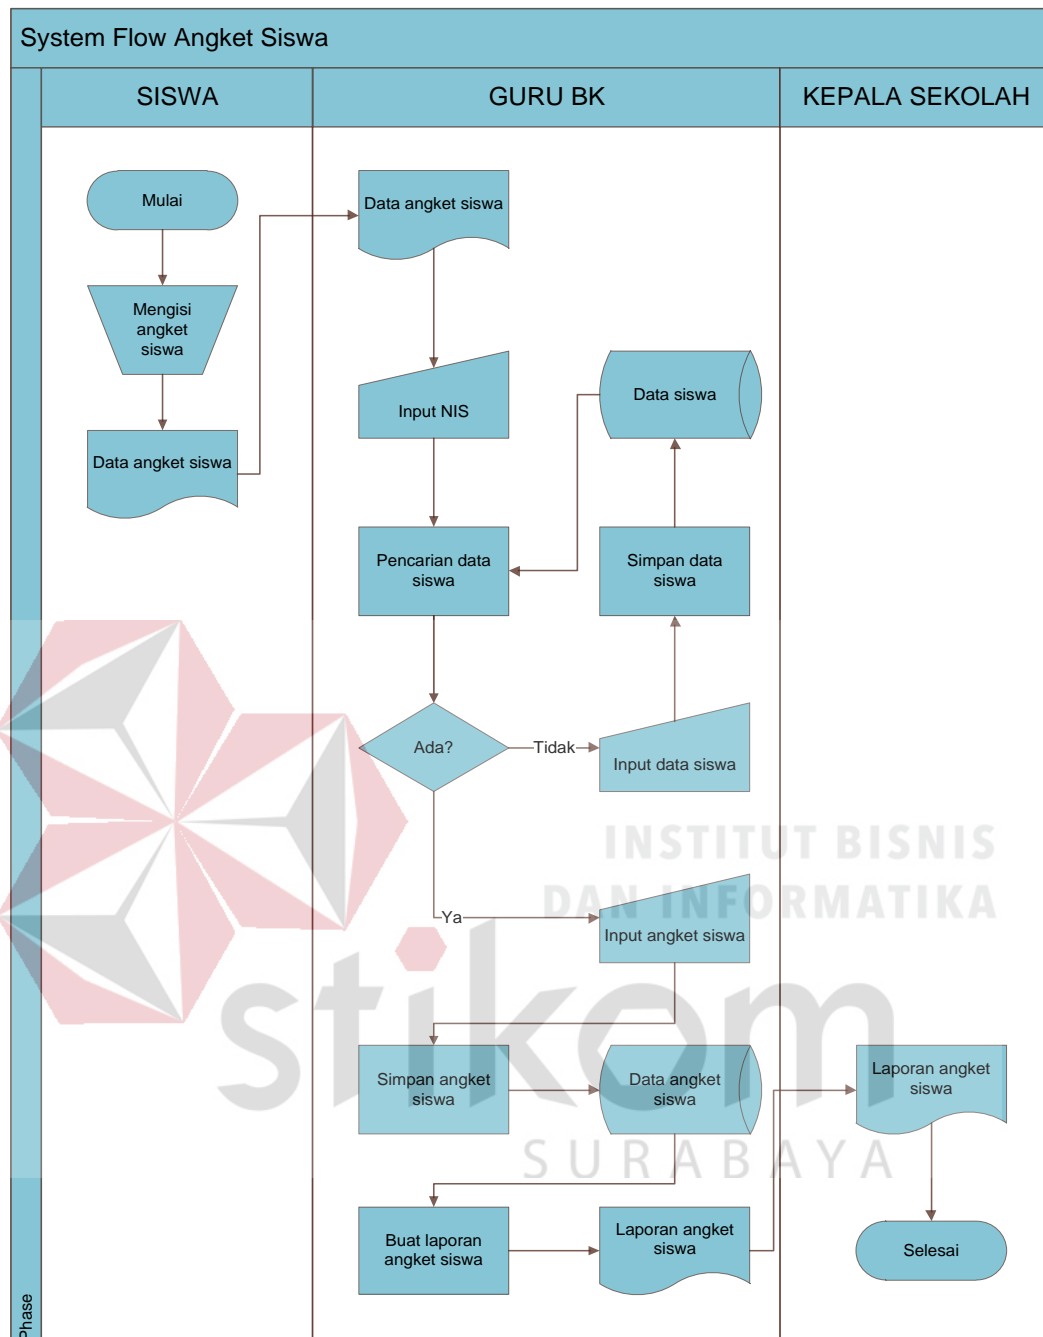 System Flow Angket Siswa
SISWA
GURU BK
KEPALA SEKOLAH
Mulai
Mengisi
angket
siswa
Data angket siswa
Data angket siswa
Input NIS
Data siswa
Pencarian data
siswa
Simpan data
siswa
Ada?
Tidak
Input data siswa
INSTITUT BISNIS
DAN INFORMATIKA
Ya
Input angket siswa
stikom
SURABAYA
Simpan angket
siswa
Data angket
siswa
Laporan angket
siswa
Buat laporan
angket siswa
Laporan angket
siswa
Selesai
Phase